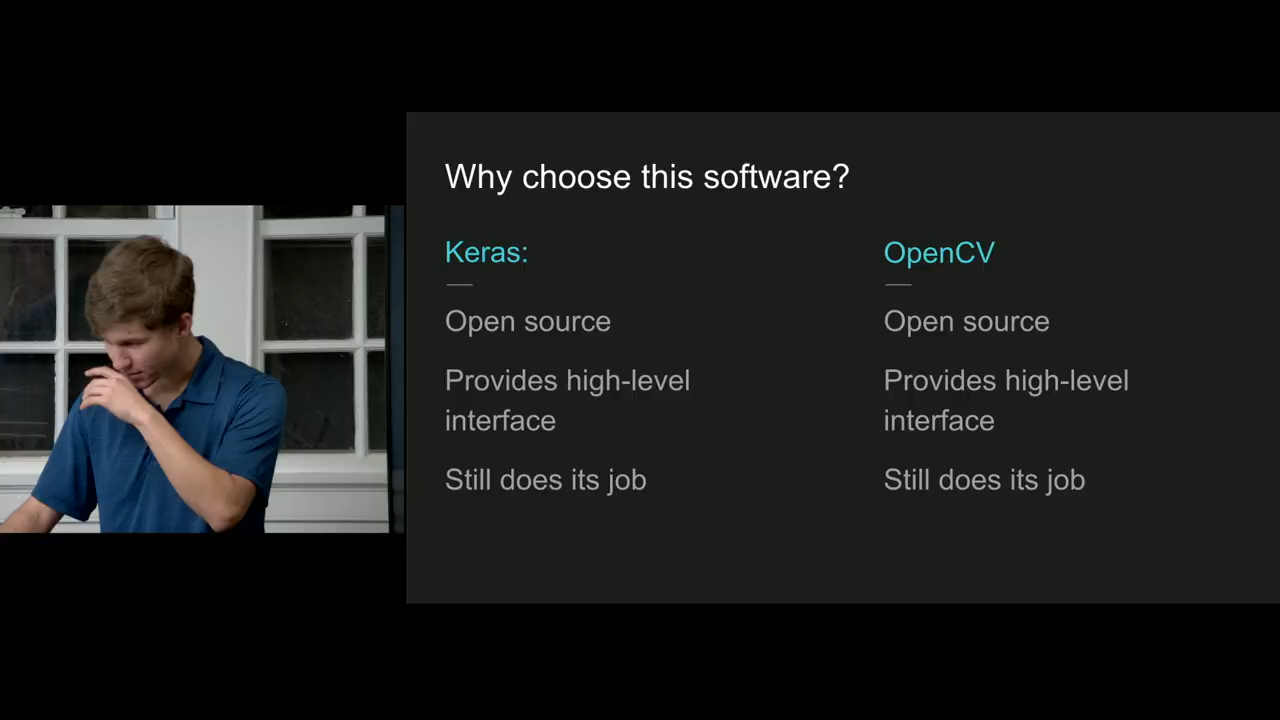 Why choose this software?
Keras:
Open source
Provides high-level
interface
Still does its job
OpenCV
Open source
Provides high-level
interface
Still does its job